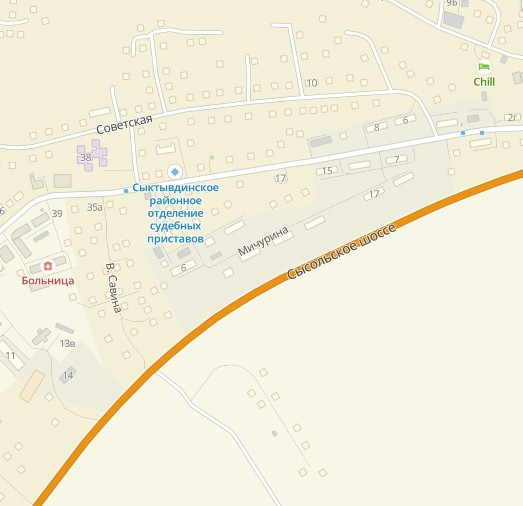 9Б
Chill
10
Советская
8
6
2г
38
7
15
17
Сыктывдинское
районное
отделение
судебных
приставов
17
6
39
35а
Мичурина
Сысольское шоссе
6
Больница
В. Савина
13в
11
14